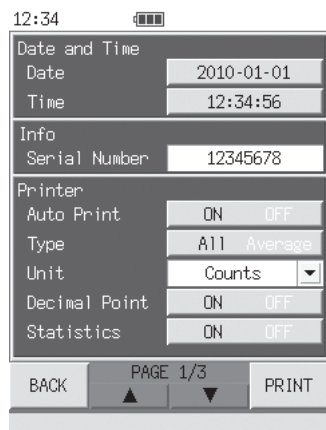 12:34
Date and Time
Date 2010-01-01
Time 12:34:56
Info
Serial Number 12345678
Printer
Auto Print ON OFF
Type All Average
Unit Counts
Decimal Point ON OFF
Statistics ON OFF
BACK PAGE 1/3 PRINT